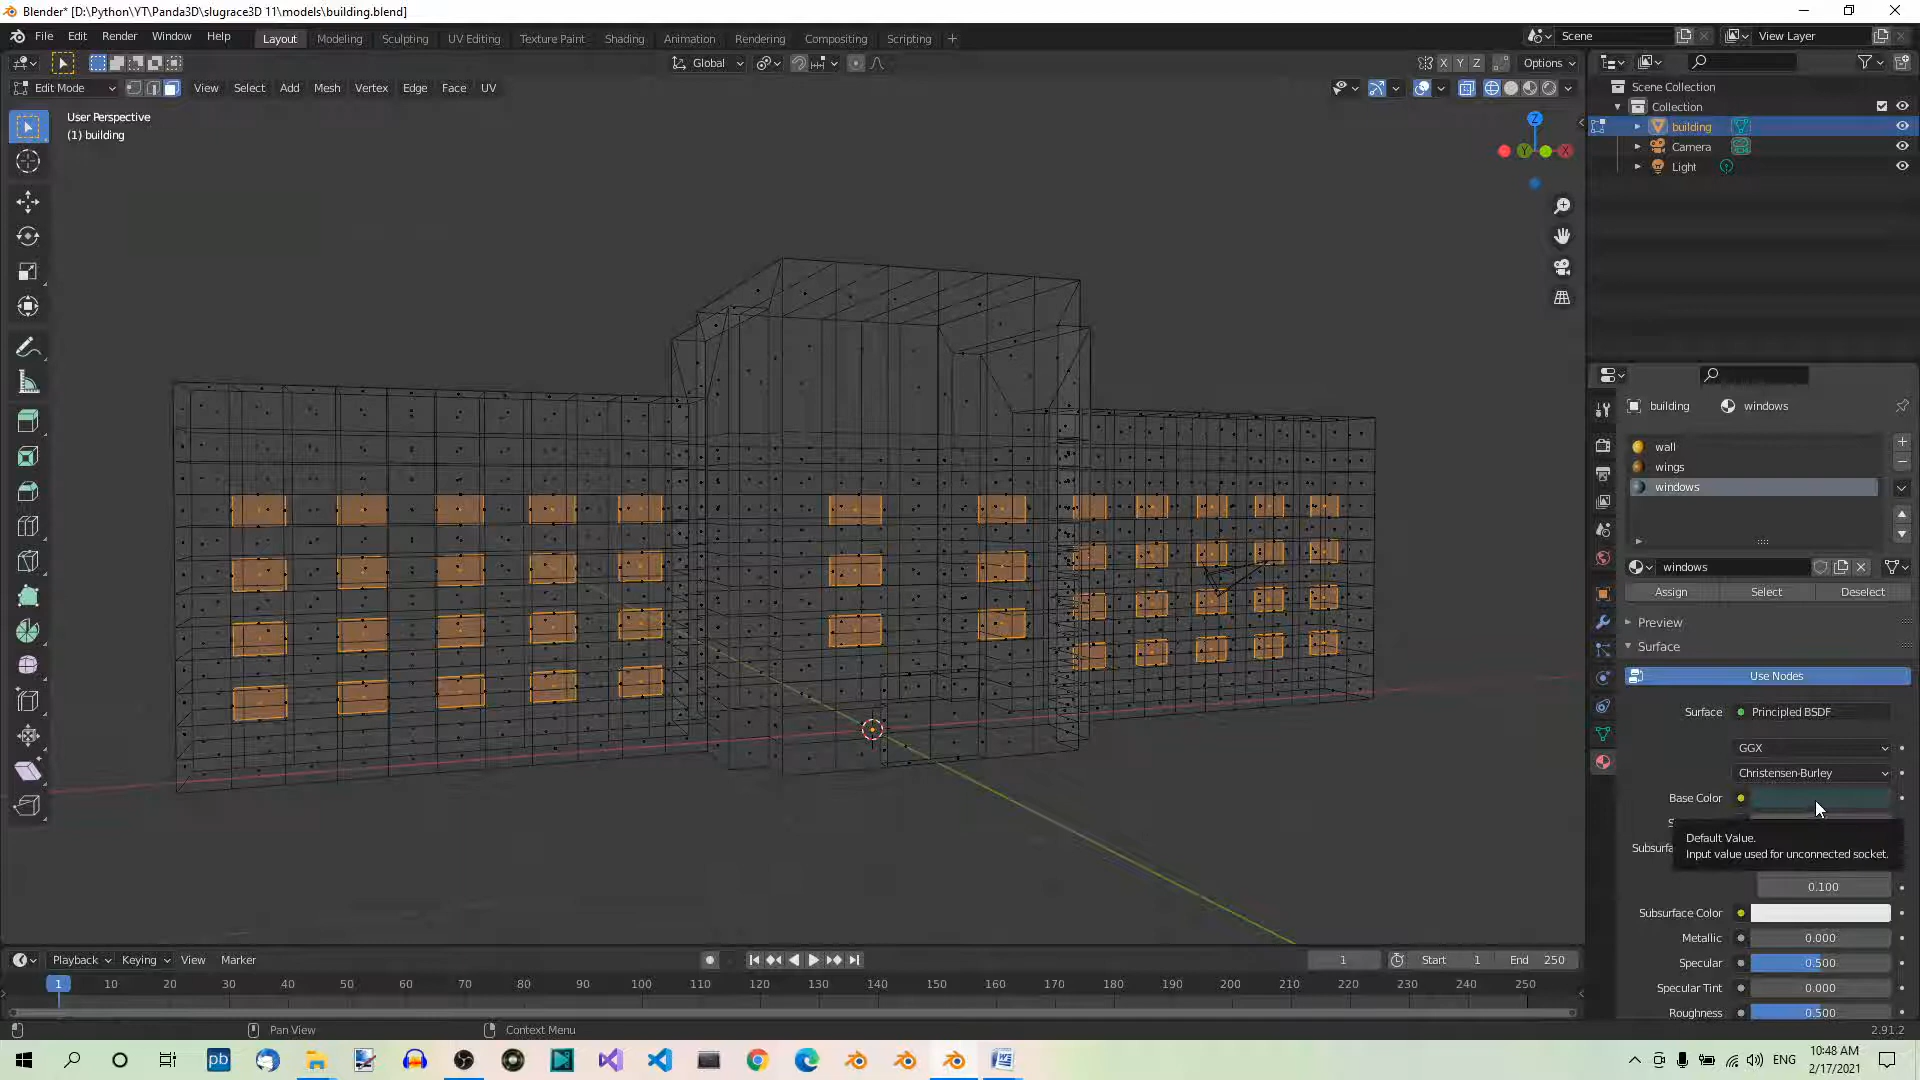 Blender* [D:\Python\YT\Panda3D\slugrace3D 11\models\building.blend]
File Edit Render Window Help
Layout Modeling Sculpting UV Editing Texture Paint Shading Animation Rendering Compositing Scripting
Scene
View Layer
Global
X Y Z
Options
Edit Mode
View Select Add Mesh Vertex Edge Face UV
User Perspective
(1) building
Z
Y
X
Scene Collection
Collection
building
Camera
Light
building
windows
wall
wings
windows
windows
Assign Select Deselect
Preview
Surface
Use Nodes
Surface Principled BSDF
GGX
Christensen-Burley
Base Color
Default Value.
Input value used for unconnected socket.
0.100
Subsurface Color
Metallic 0.000
Specular 0.500
Specular Tint 0.000
Roughness 0.500
Playback Keying View Marker
1
Start 1
End 250
1 10 20 30 40 50 60 70 80 90 100 110 120 130 140 150 160 170 180 190 200 210 220 230 240 250
Pan View
Context Menu
2.91.2
pb
ENG
10:48 AM
2/17/2021